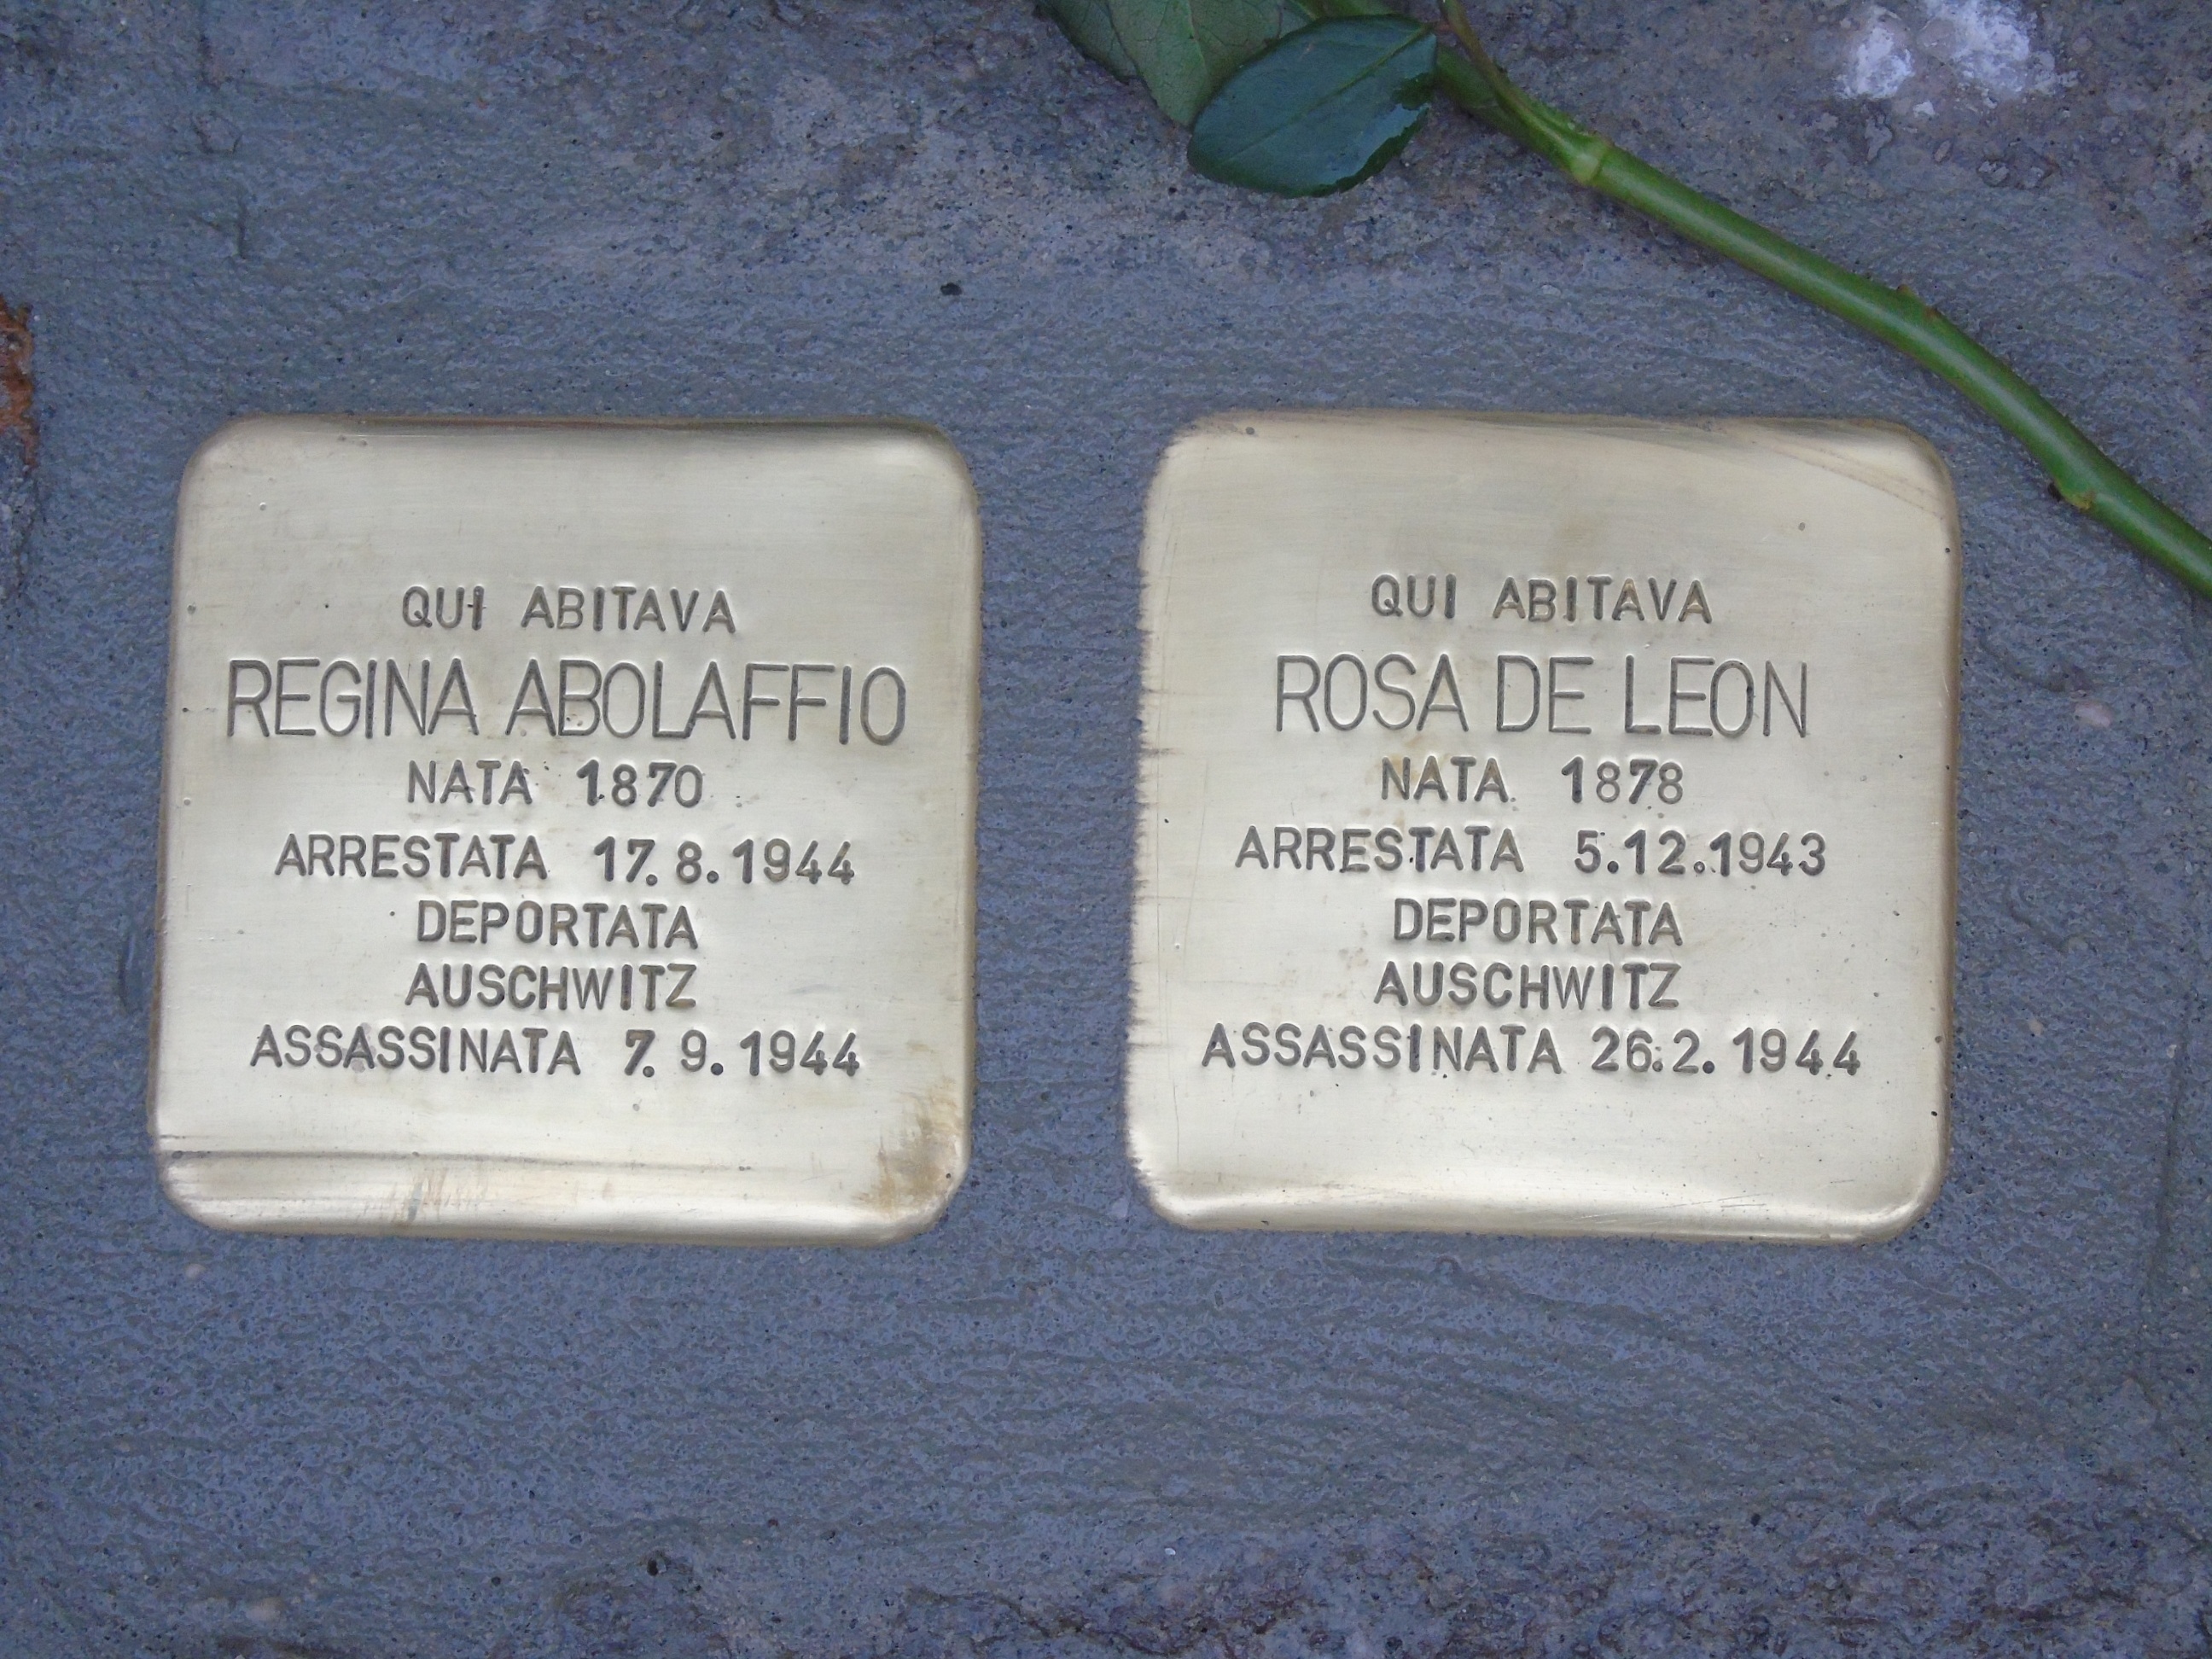 QUI ABITAVA
REGINA ABOLAFFIO
NATA 1870
ARRESTATA 17.8.1944
DEPORTATA
AUSCHWITZ
ASSASSINATA 7.9.1944
QUI ABITAVA
ROSA DE LEON
NATA 1878
ARRESTATA 5.12.1943
DEPORTATA
AUSCHWITZ
ASSASSINATA 26.2.1944